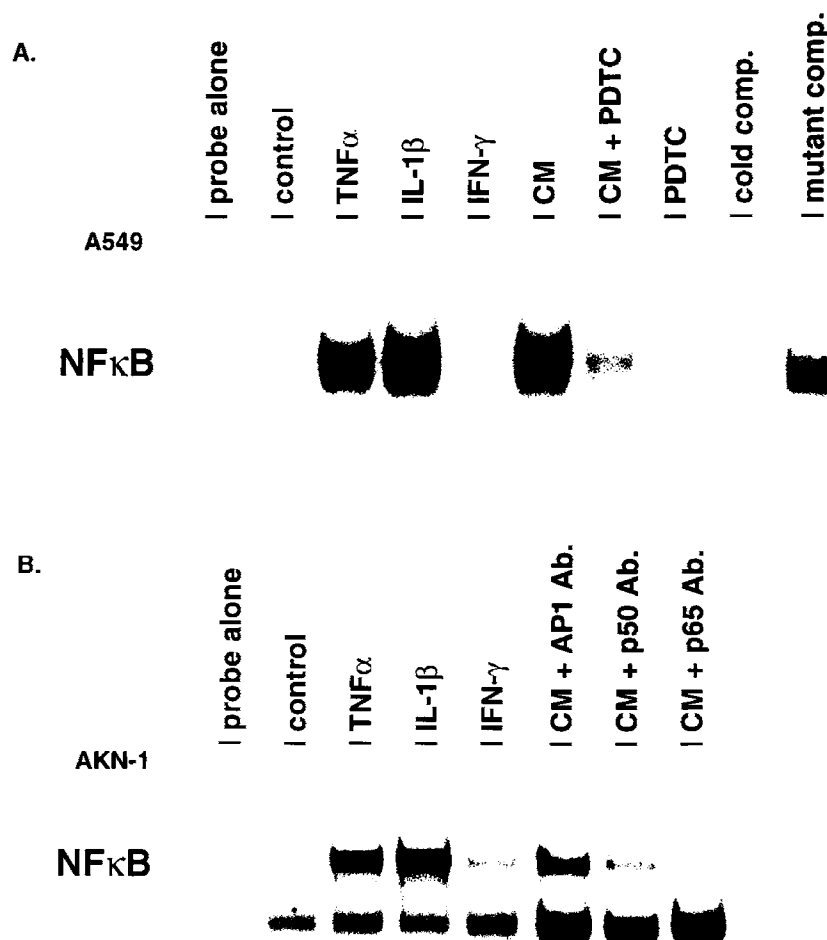 A.
| probe alone
| control
| TNFα
| IL-1β
| IFN-γ
| CM
| CM + PDTC
| PDTC
| cold comp.
| mutant comp.
A549
NFκB
B.
| probe alone
| control
| TNFα
| IL-1β
| IFN-γ
| CM + AP1 Ab.
| CM + p50 Ab.
| CM + p65 Ab.
AKN-1
NFκB